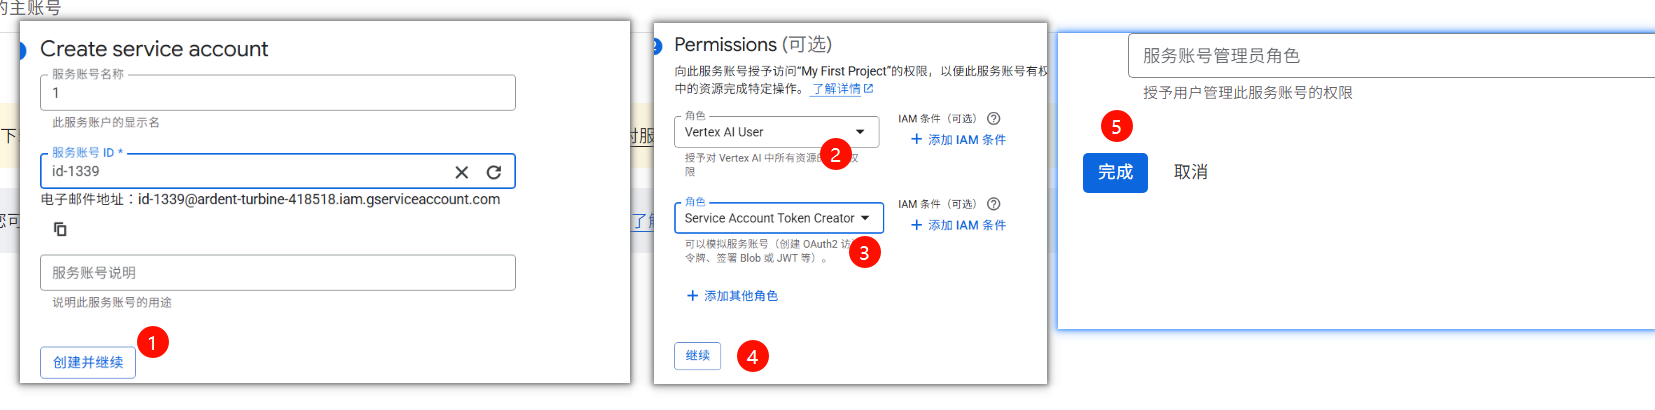 的主账号
Create service account
服务账号名称
1
此服务账户的显示名
服务账号 ID *
id-1339
电子邮件地址：id-1339@ardent-turbine-418518.iam.gserviceaccount.com
服务账号说明
说明此服务账号的用途
1
创建并继续
2
Permissions (可选)
向此服务账号授予访问“My First Project”的权限，以便此服务账号有权
中的资源完成特定操作。 了解详情
角色
Vertex AI User
IAM 条件（可选）
添加 IAM 条件
2
授予对 Vertex AI 中所有资源的
权
限
角色
Service Account Token Creator
IAM 条件（可选）
添加 IAM 条件
可以模拟服务账号（创建 OAuth2 访
3
令牌、签署 Blob 或 JWT 等）。
添加其他角色
继续
4
服务账号管理员角色
授予用户管理此服务账号的权限
5
完成
取消
下
对服
您可
了解